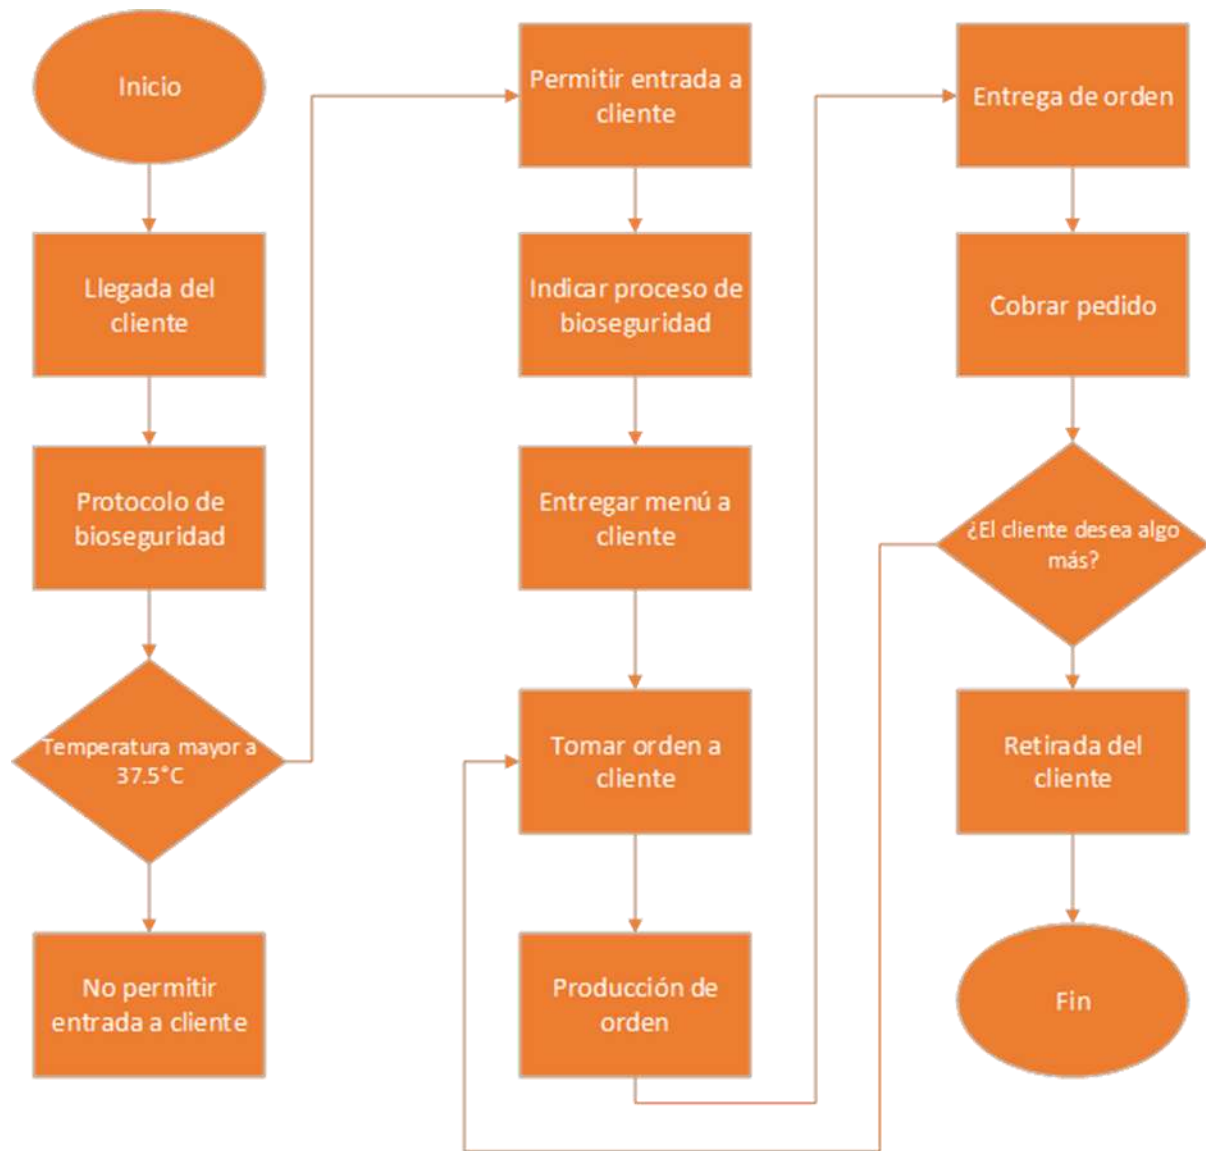 Inicio
Llegada del
cliente
Protocolo de
bioseguridad
Temperatura mayor a
37.5°C
No permitir
entrada a cliente
Permitir entrada a
cliente
Indicar proceso de
bioseguridad
Entregar menú a
cliente
Tomar orden a
cliente
Producción de
orden
Entrega de orden
Cobrar pedido
¿El cliente desea algo
más?
Retirada del
cliente
Fin